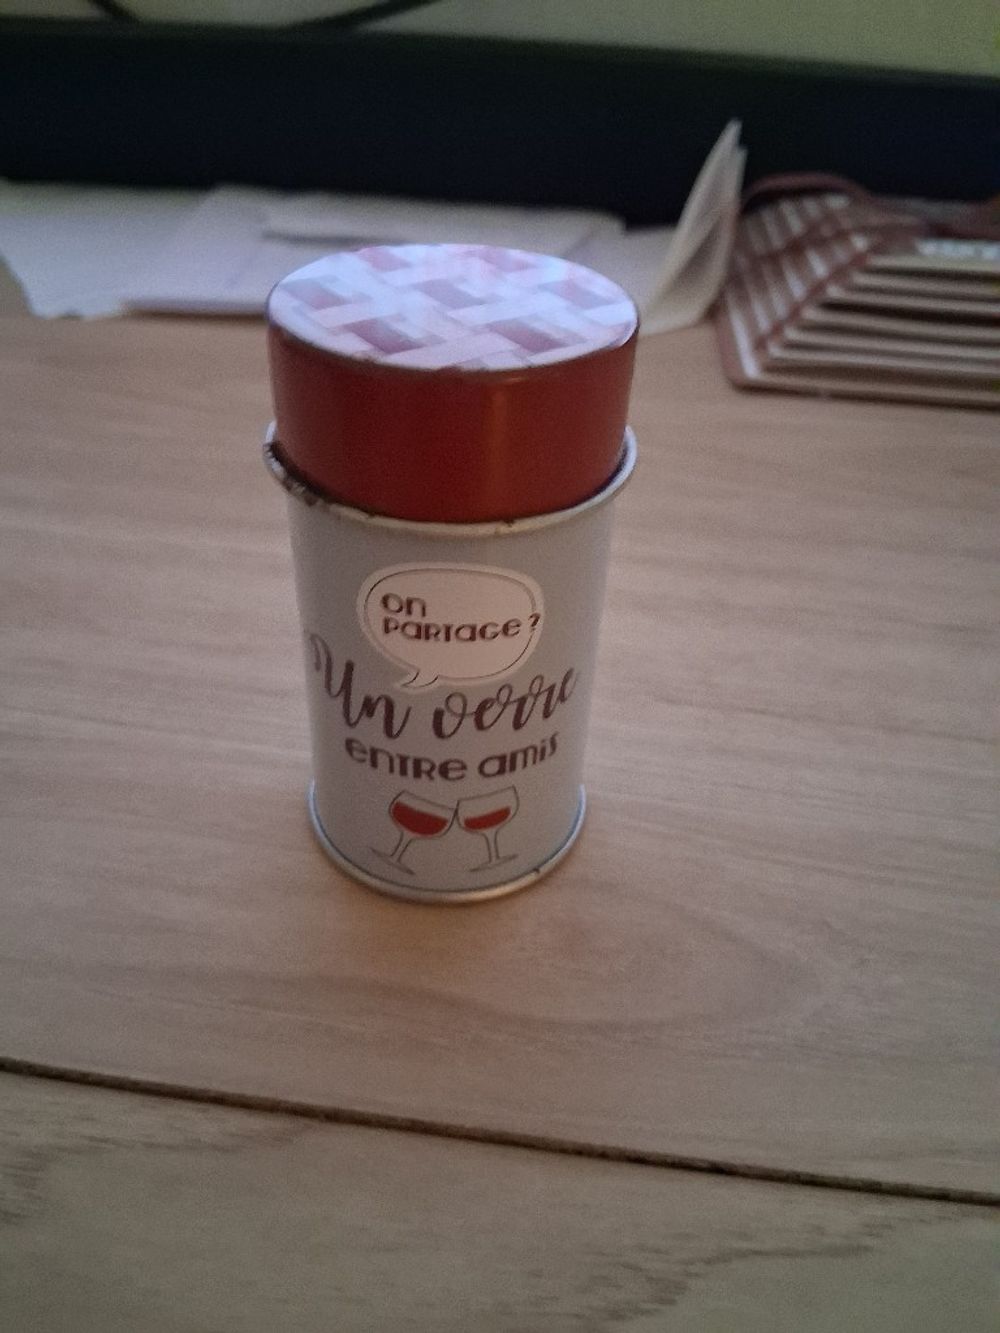 on
Partage ?
Un verre
entre amis